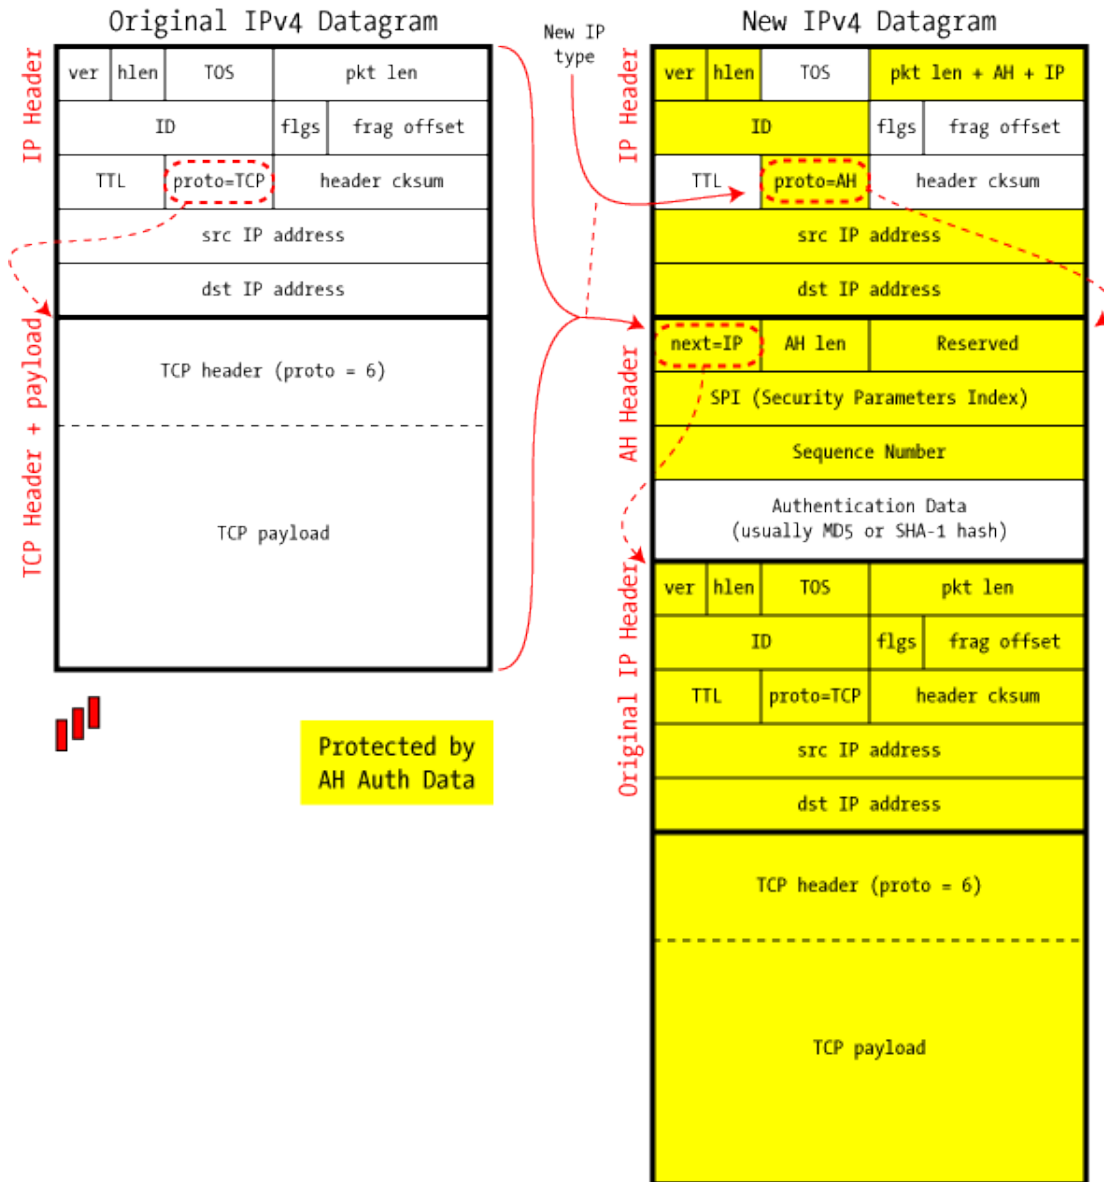 Original IPv4 Datagram
IP Header
ver hlen TOS pkt len
ID flgs frag offset
TTL proto=TCP header cksum
src IP address
dst IP address
TCP Header + payload
TCP header (proto = 6)
TCP payload
Protected by
AH Auth Data
New IP
type
New IPv4 Datagram
IP Header
ver hlen TOS pkt len + AH + IP
ID flgs frag offset
TTL proto=AH header cksum
src IP address
dst IP address
AH Header
next=IP AH len Reserved
SPI (Security Parameters Index)
Sequence Number
Authentication Data
(usually MD5 or SHA-1 hash)
Original IP Header
ver hlen TOS pkt len
ID flgs frag offset
TTL proto=TCP header cksum
src IP address
dst IP address
TCP header (proto = 6)
TCP payload